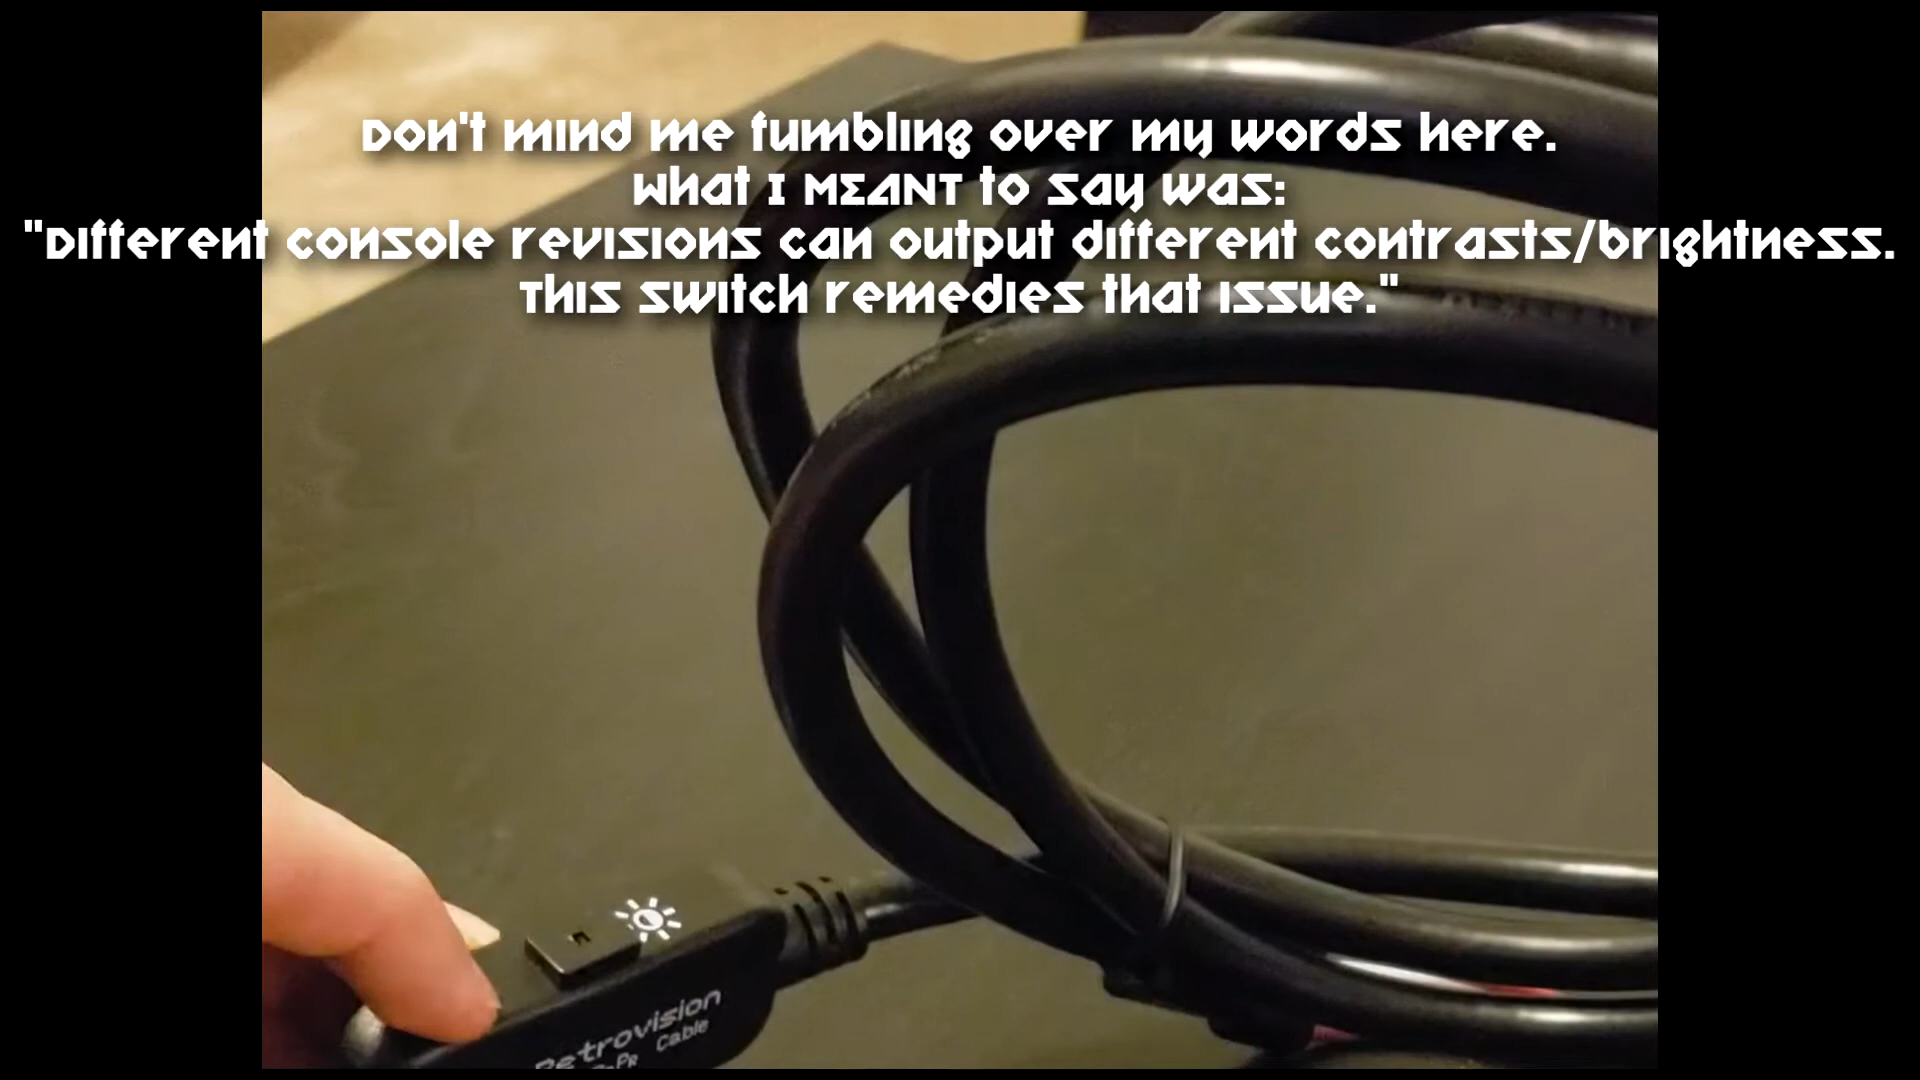 Don't mind me fumbling over my words here.
What I MEANT to say was:
"Different console revisions can output different contrasts/brightness.
This switch remedies that issue."
Retrovision
Cable